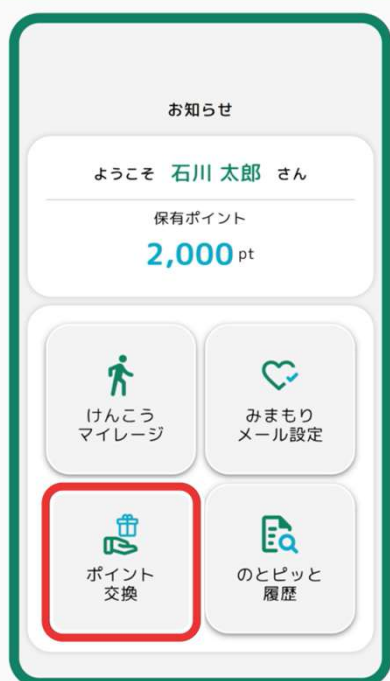 お知らせ
ようこそ 石川 太郎 さん
保有ポイント
2,000 pt
けんこう
マイレージ
みまもり
メール設定
ポイント
交換
のとピッと
履歴